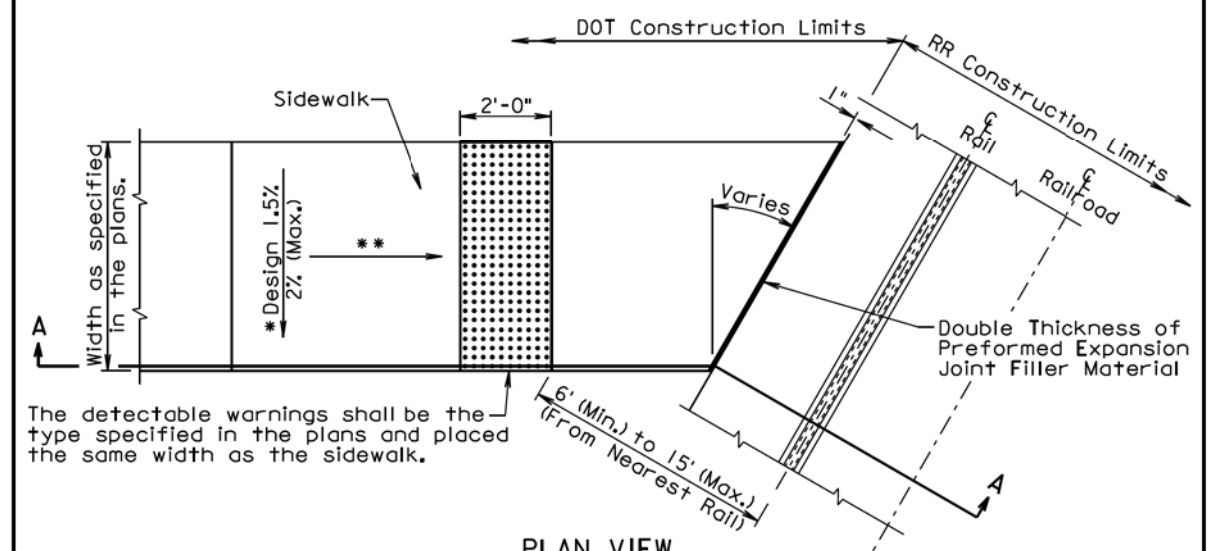 DOT Construction Limits
RR Construction Limits
Sidewalk
2'-0"
1"
℄
Rail
℄
Railroad
Width as specified
in the plans.
*Design 1.5%
2% (Max.)
**
Varies
A
Double Thickness of
Preformed Expansion
Joint Filler Material
The detectable warnings shall be the
type specified in the plans and placed
the same width as the sidewalk.
6' (Min.) to 15' (Max.)
(From Nearest Rail)
A
PLAN VIEW